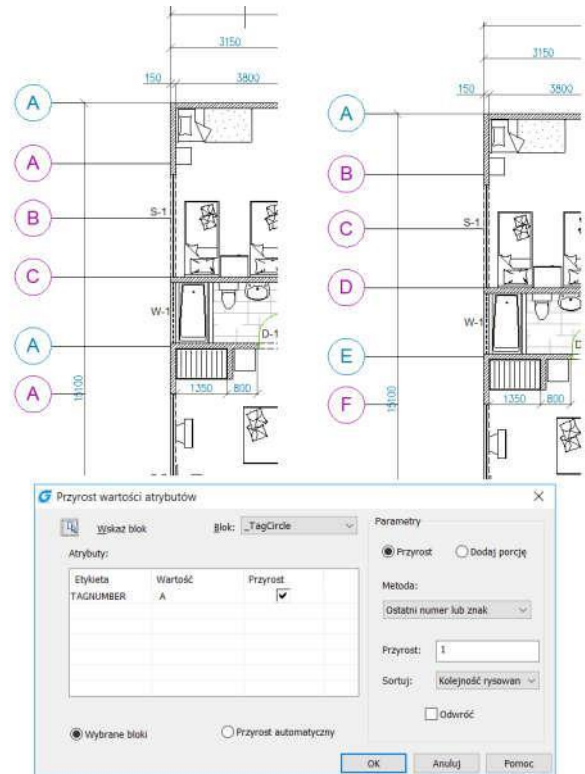 3150
150 3800
A
A
B
S-1
C
W-1
D-1
A
1350 800
A
15100
3150
150 3800
A
B
C
S-1
D
W-1
E
1350 800
F
15100
Przyrost wartości atrybutów
Wskaż blok
Blok: _TagCircle
Atrybuty:
Etykieta Wartość Przyrost
TAGNUMBER A
Wybrane bloki
Przyrost automatyczny
Parametry
Przyrost Dodaj porcję
Metoda:
Ostatni numer lub znak
Przyrost: 1
Sortuj: Kolejność rysowan
Odwróć
OK Anuluj Pomoc